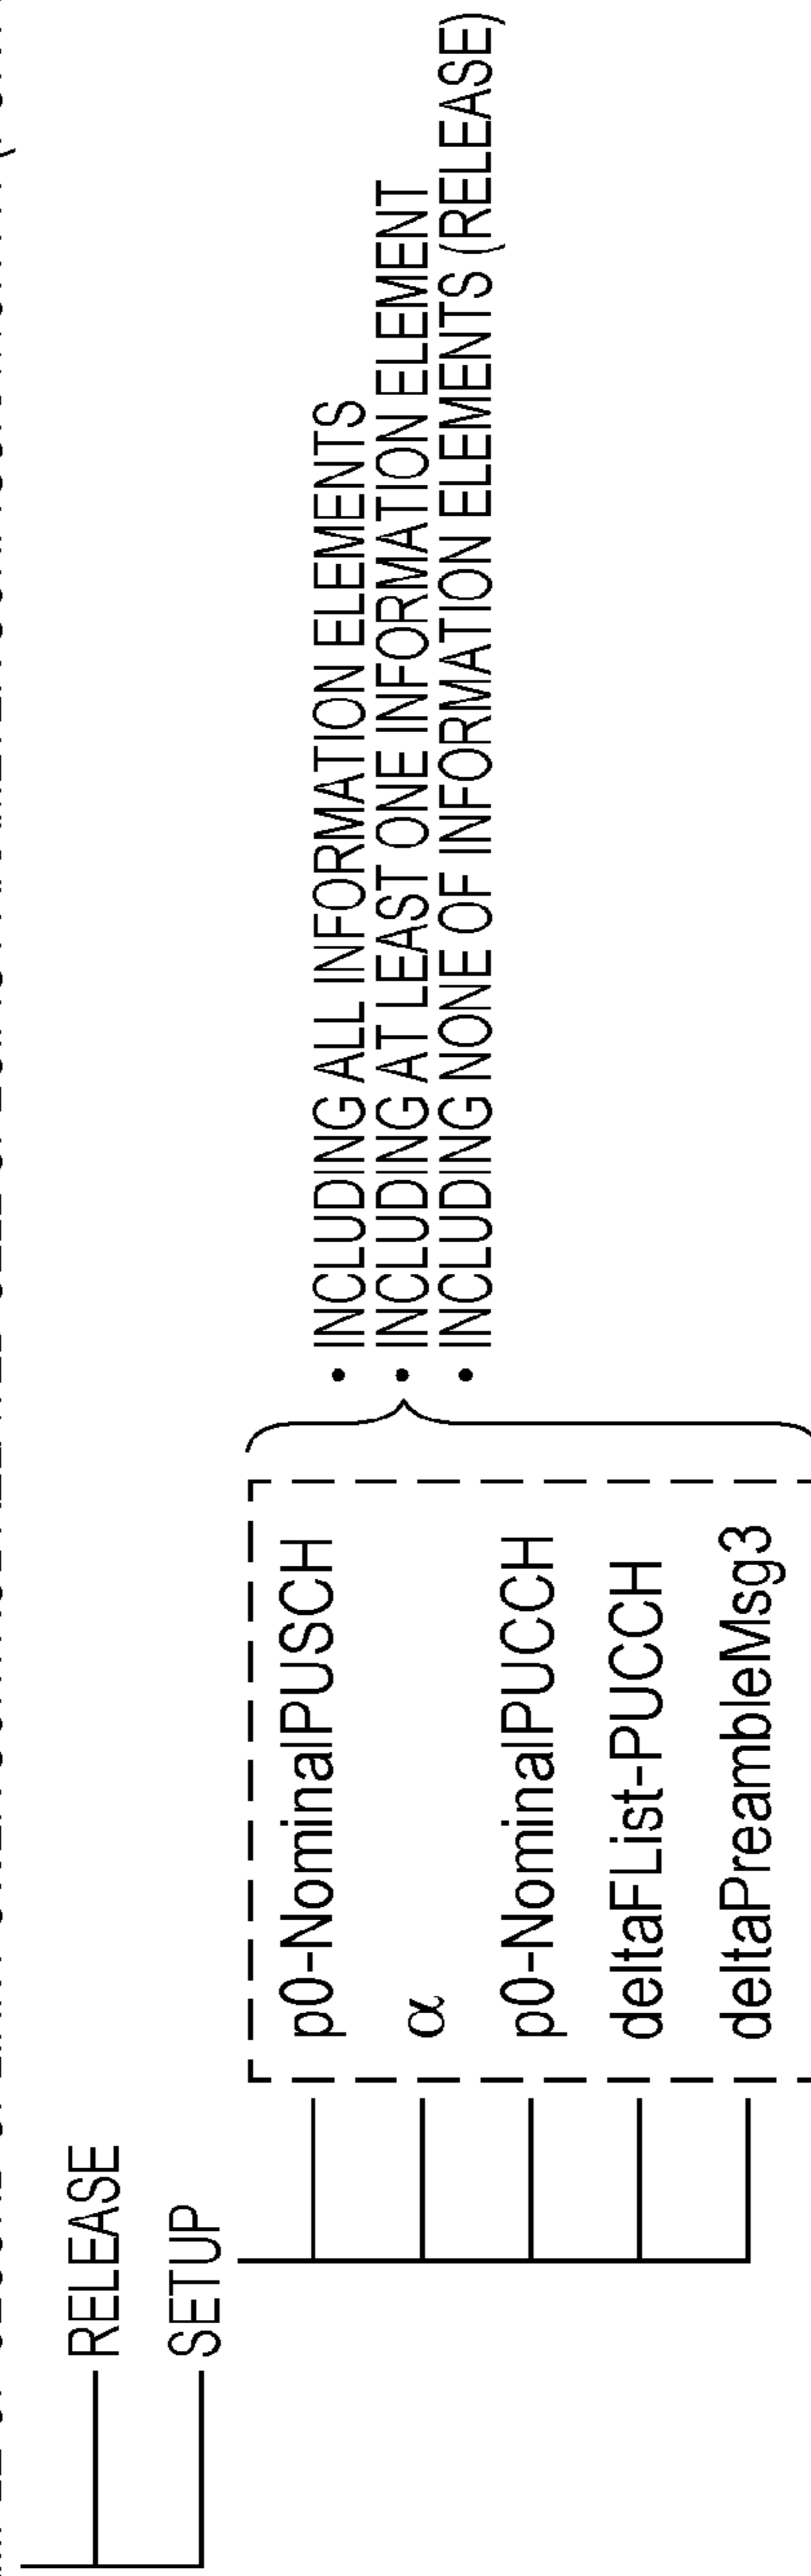 RELEASE
SETUP
p0-NominalPUSCH
α
p0-NominalPUCCH
deltaFList-PUCCH
deltaPreambleMsg3
• INCLUDING ALL INFORMATION ELEMENTS
• INCLUDING AT LEAST ONE INFORMATION ELEMENT
• INCLUDING NONE OF INFORMATION ELEMENTS (RELEASE)